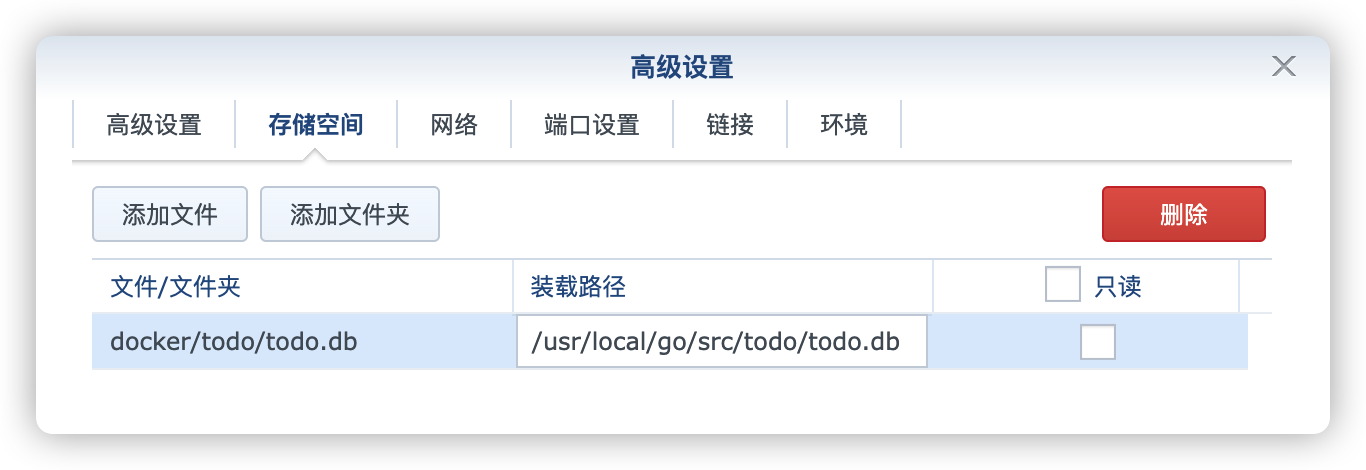 高级设置
高级设置 存储空间 网络 端口设置 链接 环境
添加文件 添加文件夹 删除
文件/文件夹 装载路径 只读
docker/todo/todo.db /usr/local/go/src/todo/todo.db